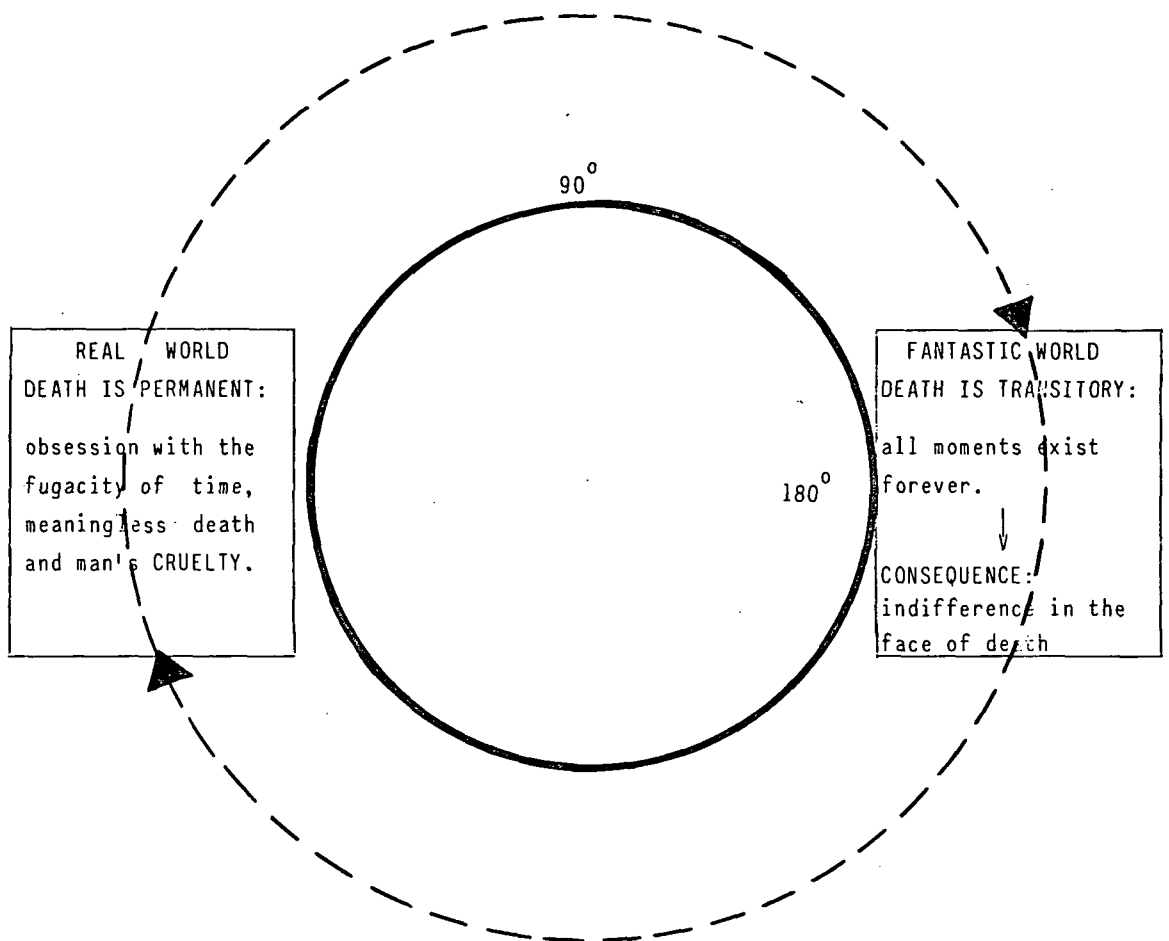 90°
REAL WORLD
DEATH IS PERMANENT:
obsession with the
fugacity of time,
meaningless death
and man's CRUELTY.
180°
FANTASTIC WORLD
DEATH IS TRANSITORY:
all moments exist
forever.
CONSEQUENCE:
indifference in the
face of death